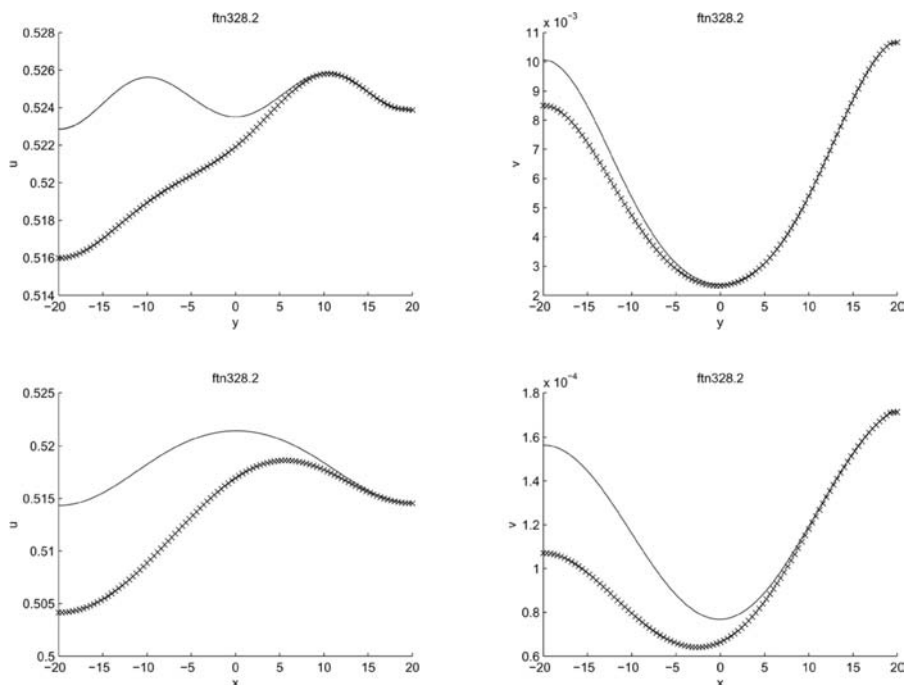 ftn328.2
0.528
0.526
0.524
0.522
0.52
0.518
0.516
0.514
u
−20 −15 −10 −5 0 5 10 15 20
y
ftn328.2
x 10⁻³
11
10
9
8
7
6
5
4
3
2
v
−20 −15 −10 −5 0 5 10 15 20
y
ftn328.2
0.525
0.52
0.515
0.51
0.505
0.5
u
−20 −15 −10 −5 0 5 10 15 20
x
ftn328.2
x 10⁻⁴
1.8
1.6
1.4
1.2
1
0.8
0.6
v
−20 −15 −10 −5 0 5 10 15 20
x